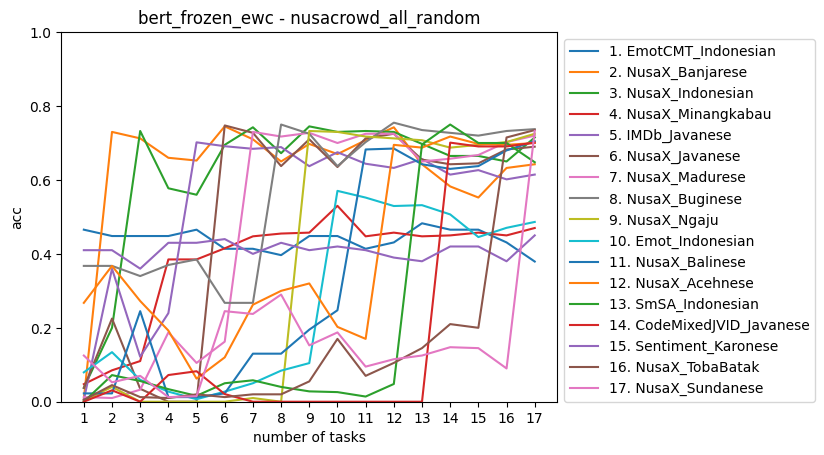 bert_frozen_ewc - nusacrowd_all_random
1.0
0.8
0.6
0.4
0.2
0.0
acc
1 2 3 4 5 6 7 8 9 10 11 12 13 14 15 16 17
number of tasks
1. EmotCMT_Indonesian
2. NusaX_Banjarese
3. NusaX_Indonesian
4. NusaX_Minangkabau
5. IMDb_Javanese
6. NusaX_Javanese
7. NusaX_Madurese
8. NusaX_Buginese
9. NusaX_Ngaju
10. Emot_Indonesian
11. NusaX_Balinese
12. NusaX_Acehnese
13. SmSA_Indonesian
14. CodeMixedJVID_Javanese
15. Sentiment_Karonese
16. NusaX_TobaBatak
17. NusaX_Sundanese